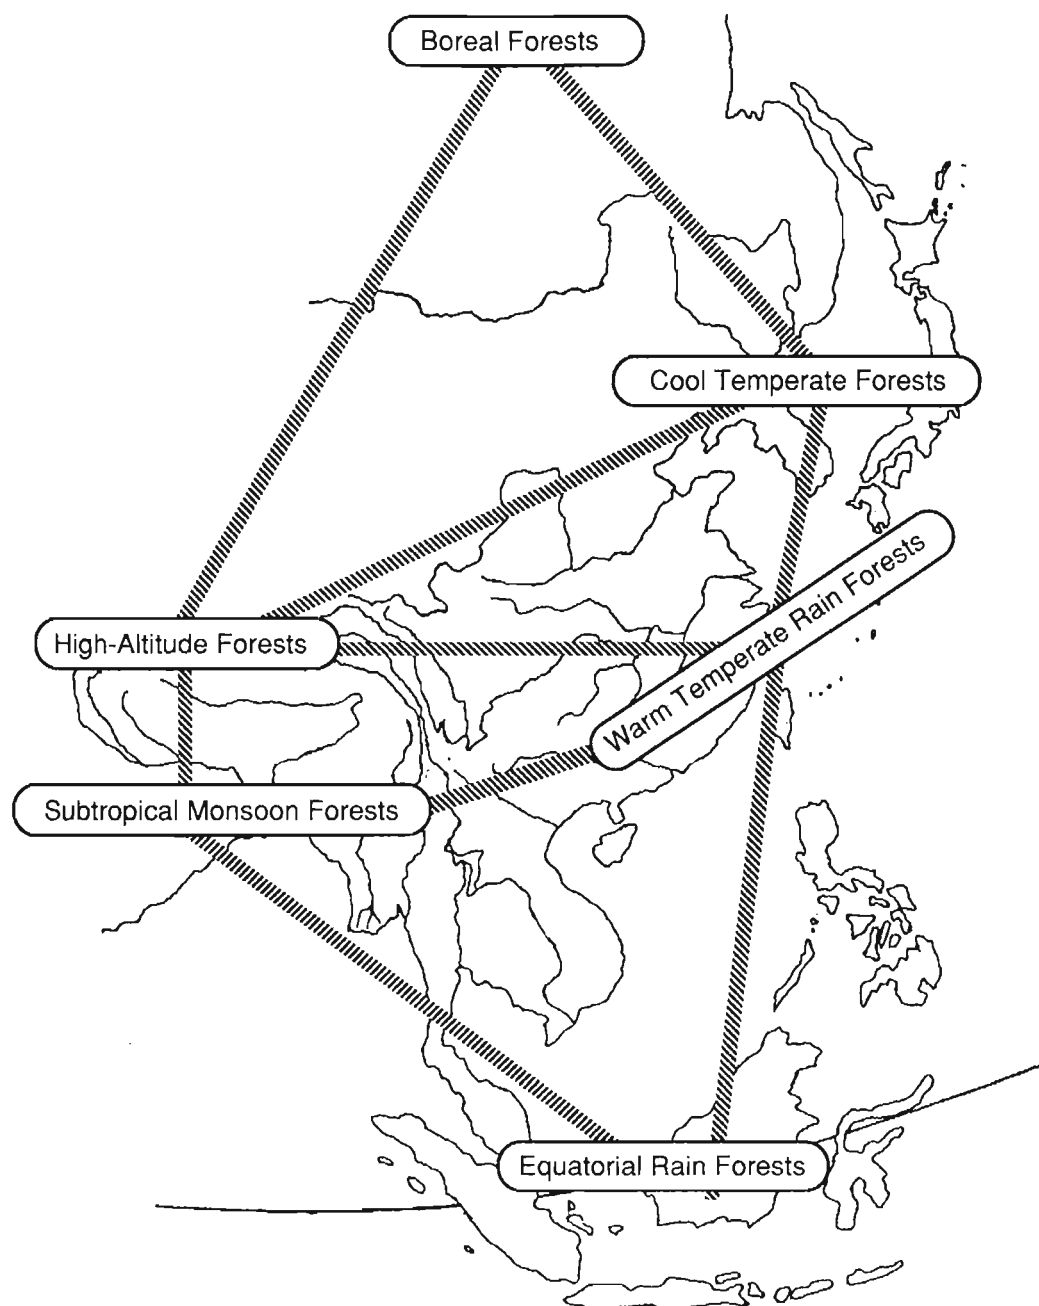 Boreal Forests
Cool Temperate Forests
Warm Temperate Rain Forests
High-Altitude Forests
Subtropical Monsoon Forests
Equatorial Rain Forests